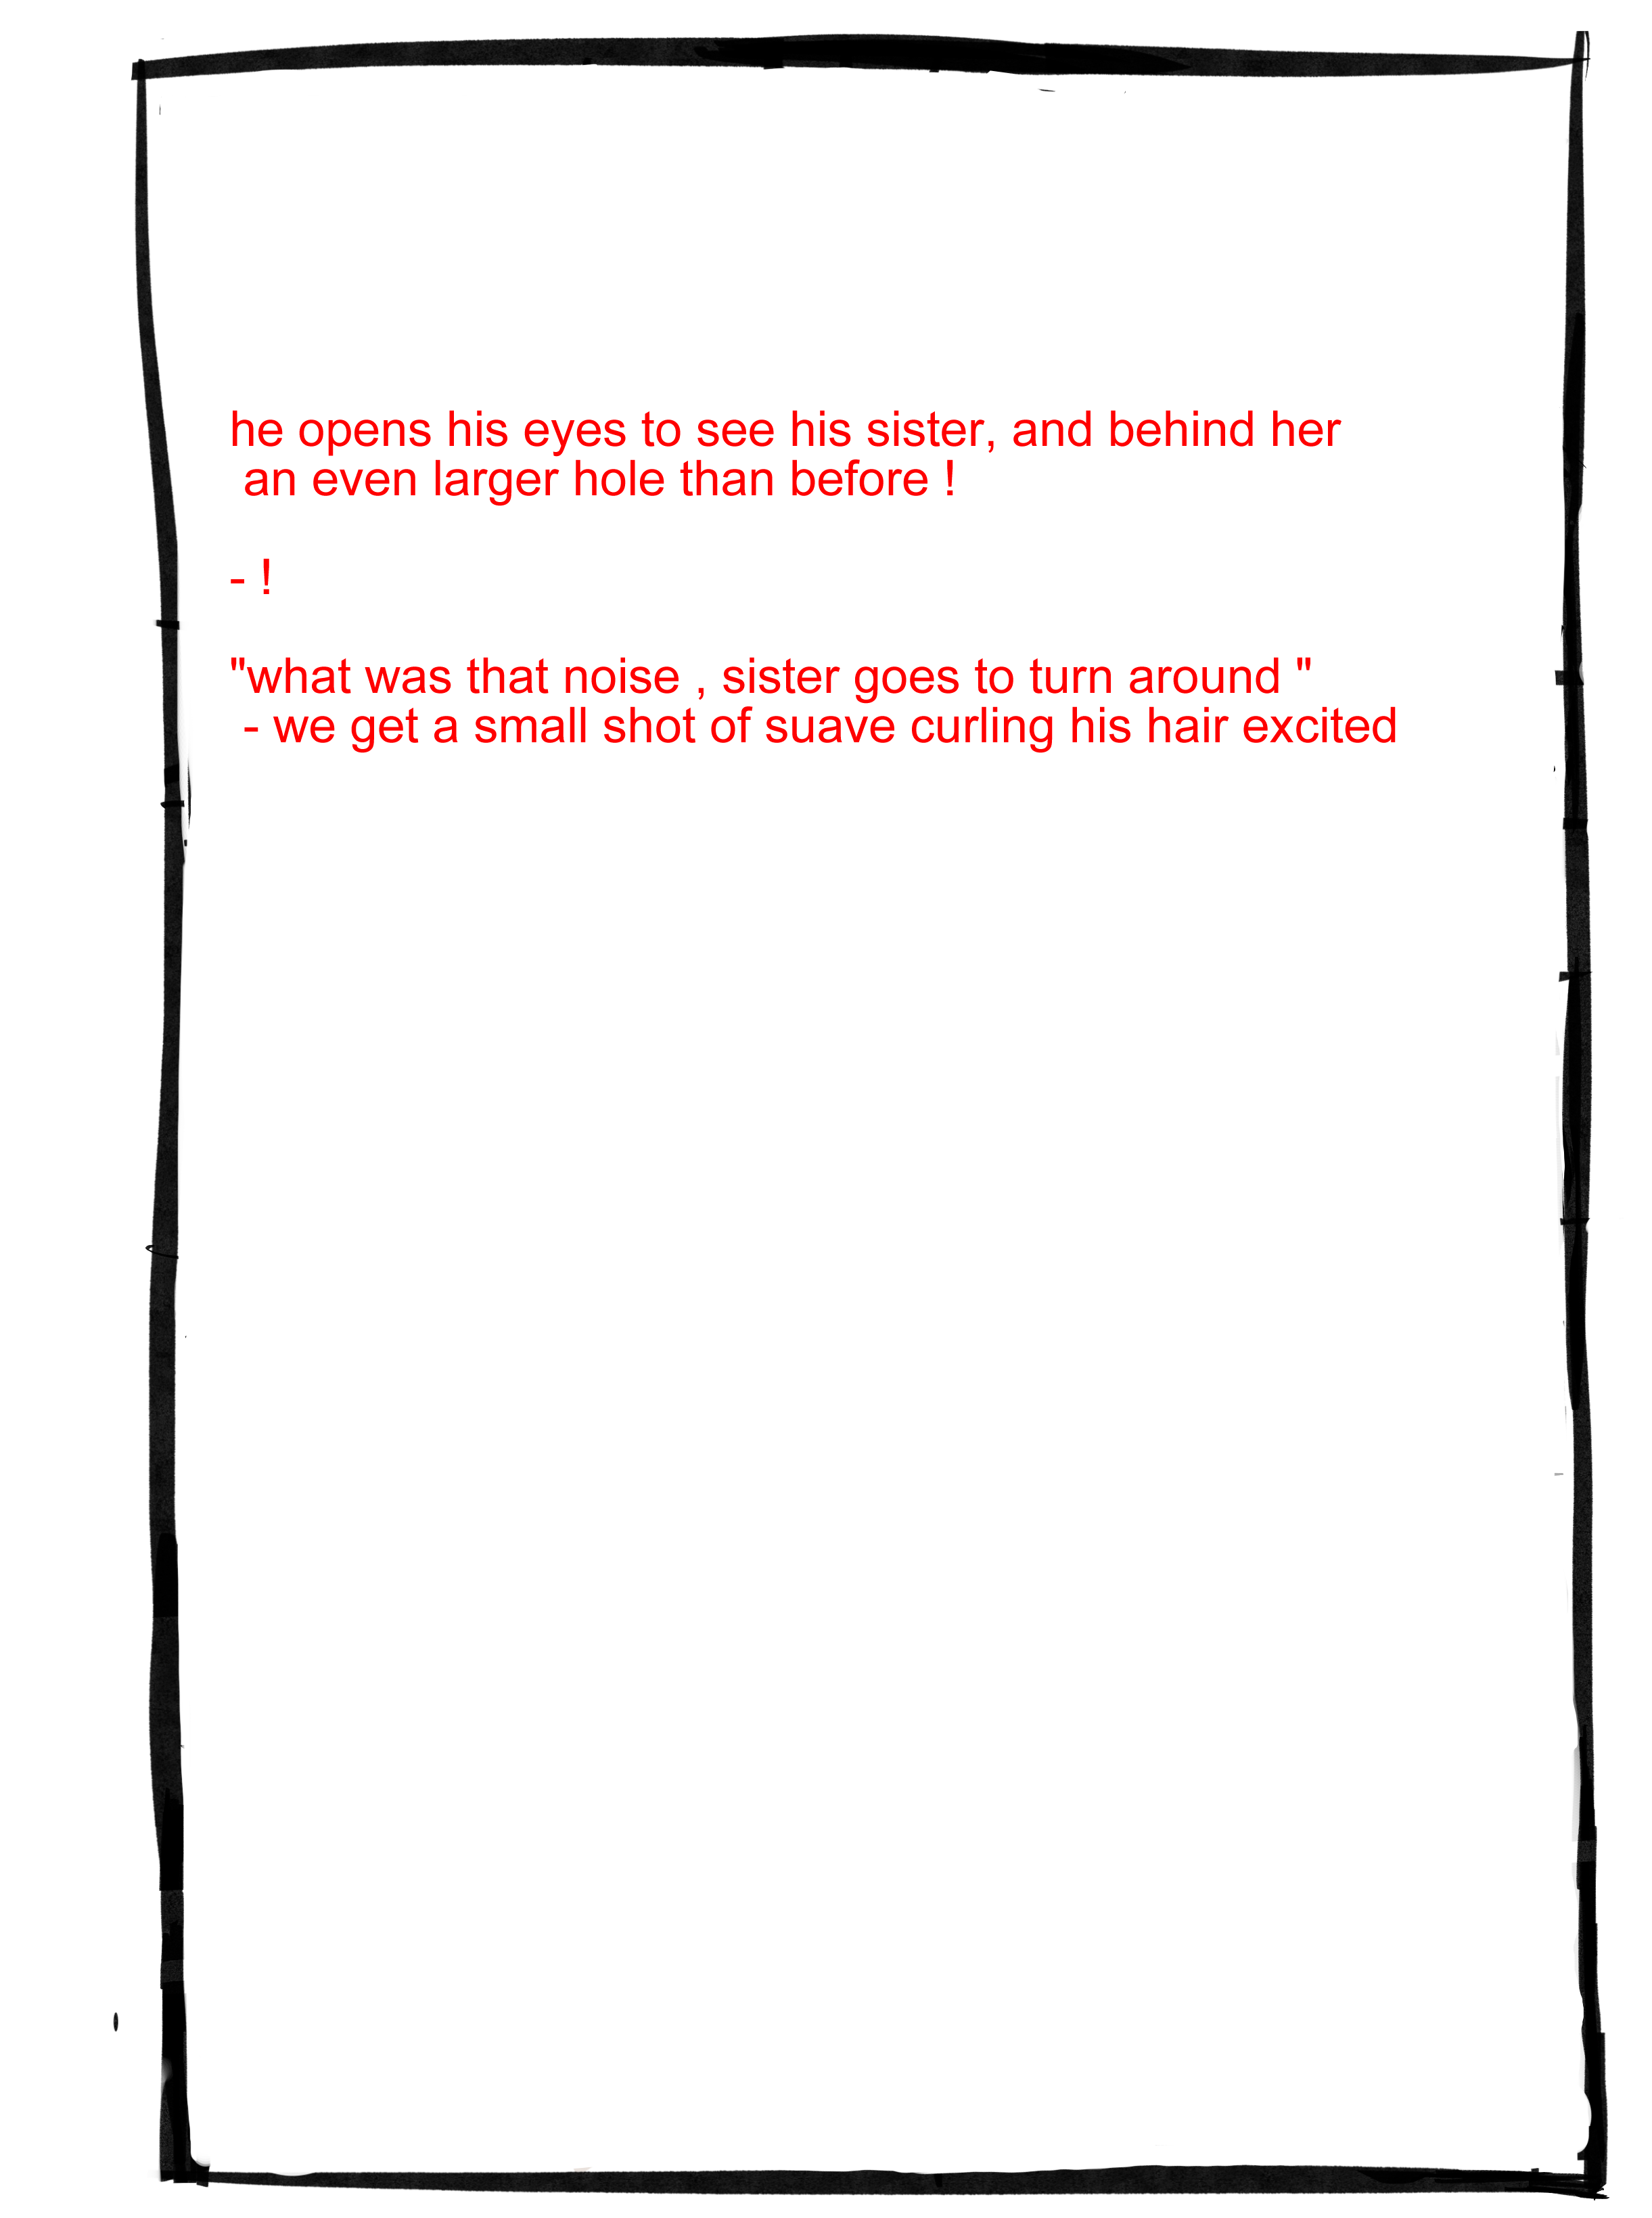 he opens his eyes to see his sister, and behind her
an even larger hole than before !
- !
"what was that noise , sister goes to turn around "
- we get a small shot of suave curling his hair excited